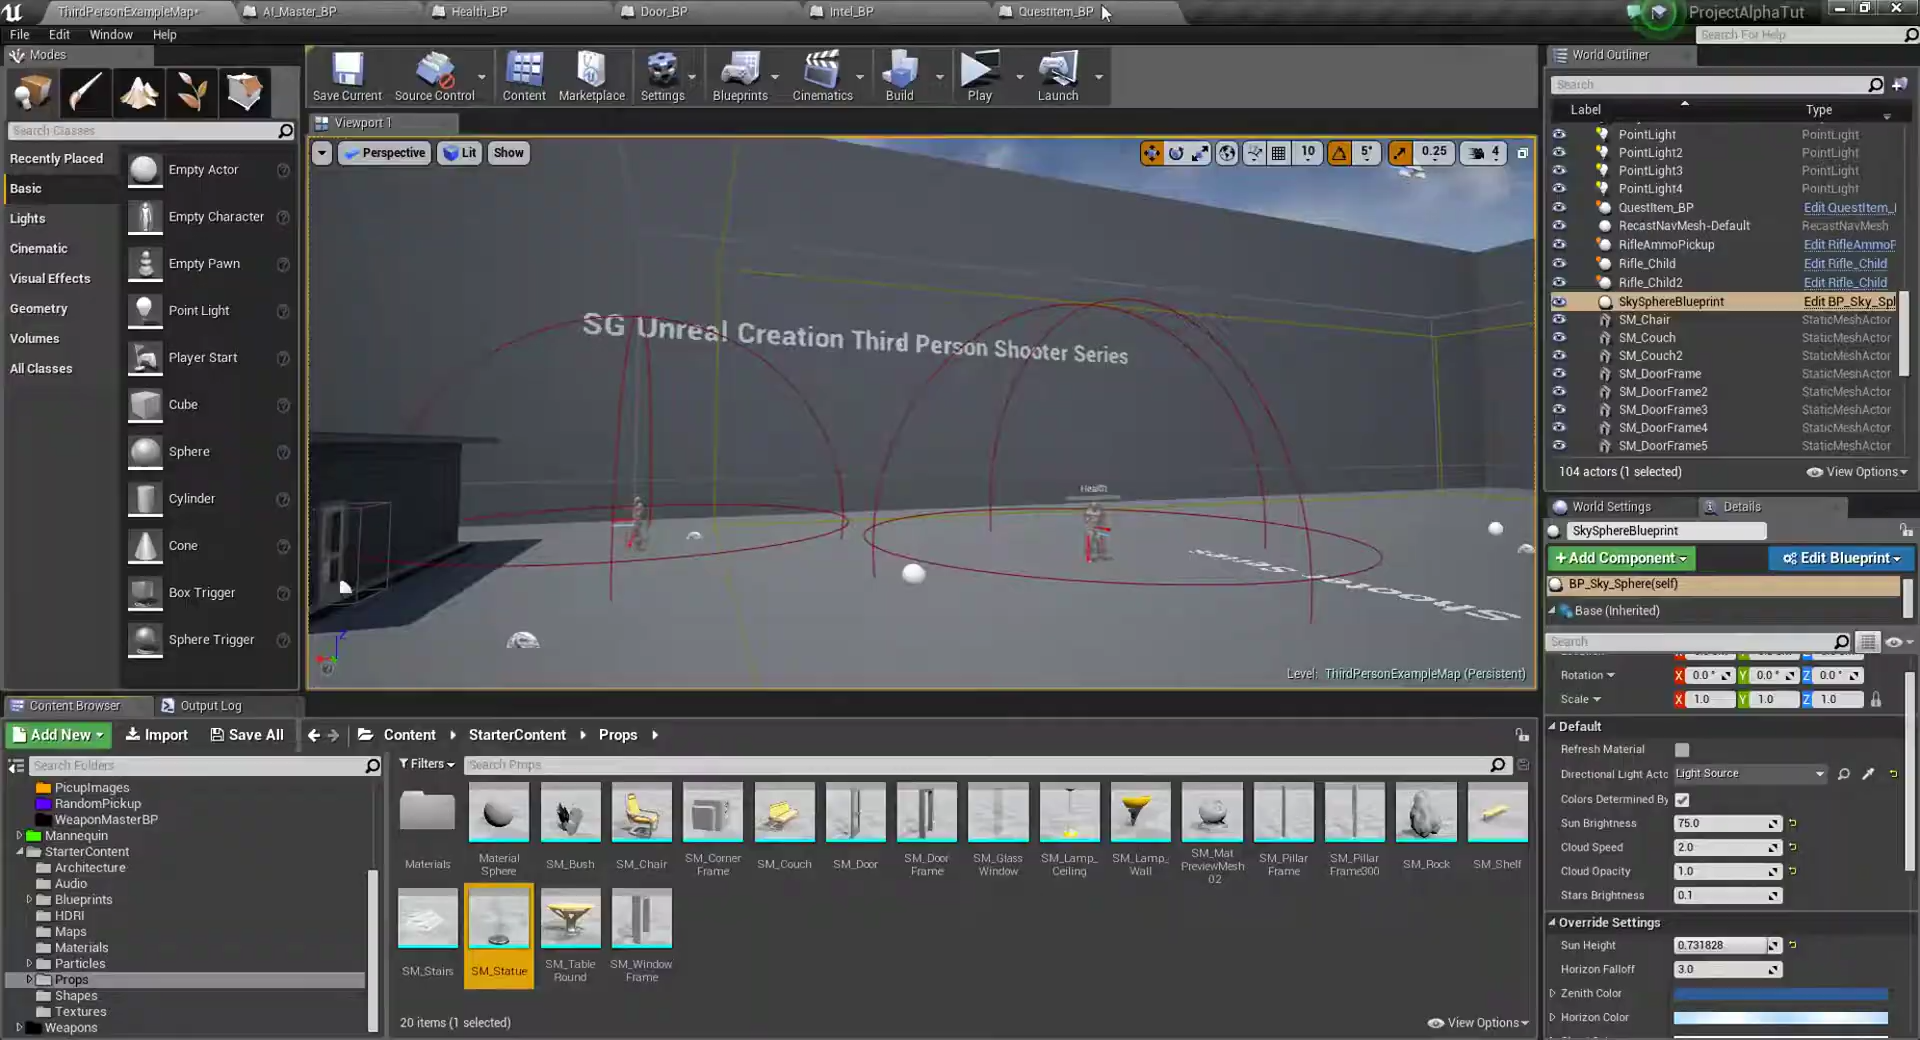 ThirdPersonExampleMap*
AI_Master_BP
Health_BP
Door_BP
Intel_BP
QuestItem_BP
ProjectAlphaTut
File
Edit
Window
Help
Search For Help
Modes
Search Classes
Recently Placed
Basic
Lights
Cinematic
Visual Effects
Geometry
Volumes
All Classes
Empty Actor
Empty Character
Empty Pawn
Point Light
Player Start
Cube
Sphere
Cylinder
Cone
Box Trigger
Sphere Trigger
Save Current
Source Control
Content
Marketplace
Settings
Blueprints
Cinematics
Build
Play
Launch
Viewport 1
Perspective
Lit
Show
10
5°
0.25
4
SG Unreal Creation Third Person Shooter Series
Health
Shooter Series
Level: ThirdPersonExampleMap (Persistent)
World Outliner
Search
Label
Type
PointLight PointLight
PointLight2 PointLight
PointLight3 PointLight
PointLight4 PointLight
QuestItem_BP Edit QuestItem_
RecastNavMesh-Default RecastNavMesh
RifleAmmoPickup Edit RifleAmmoP
Rifle_Child Edit Rifle_Child
Rifle_Child2 Edit Rifle_Child
SkySphereBlueprint Edit BP_Sky_Spl
SM_Chair StaticMeshActor
SM_Couch StaticMeshActor
SM_Couch2 StaticMeshActor
SM_DoorFrame StaticMeshActor
SM_DoorFrame2 StaticMeshActor
SM_DoorFrame3 StaticMeshActor
SM_DoorFrame4 StaticMeshActor
SM_DoorFrame5 StaticMeshActor
104 actors (1 selected)
View Options
World Settings
Details
SkySphereBlueprint
+Add Component
Edit Blueprint
BP_Sky_Sphere(self)
Base (Inherited)
Search
Rotation X 0.0° Y 0.0° Z 0.0°
Scale X 1.0 Y 1.0 Z 1.0
Default
Refresh Material
Directional Light Acto Light Source
Colors Determined By
Sun Brightness 75.0
Cloud Speed 2.0
Cloud Opacity 1.0
Stars Brightness 0.1
Override Settings
Sun Height 0.731828
Horizon Falloff 3.0
Zenith Color
Horizon Color
Content Browser
Output Log
Add New
Import
Save All
Content
StarterContent
Props
Search Folders
Filters
Search Props
PicupImages
RandomPickup
WeaponMasterBP
Mannequin
StarterContent
Architecture
Audio
Blueprints
HDRI
Maps
Materials
Particles
Props
Shapes
Textures
Weapons
Materials
Material Sphere
SM_Bush
SM_Chair
SM_Corner Frame
SM_Couch
SM_Door
SM_Door Frame
SM_Glass Window
SM_Lamp_ Ceiling
SM_Lamp_ Wall
SM_Mat PreviewMesh 02
SM_Pillar Frame
SM_Pillar Frame300
SM_Rock
SM_Shelf
SM_Stairs
SM_Statue
SM_Table Round
SM_Window Frame
20 items (1 selected)
View Options